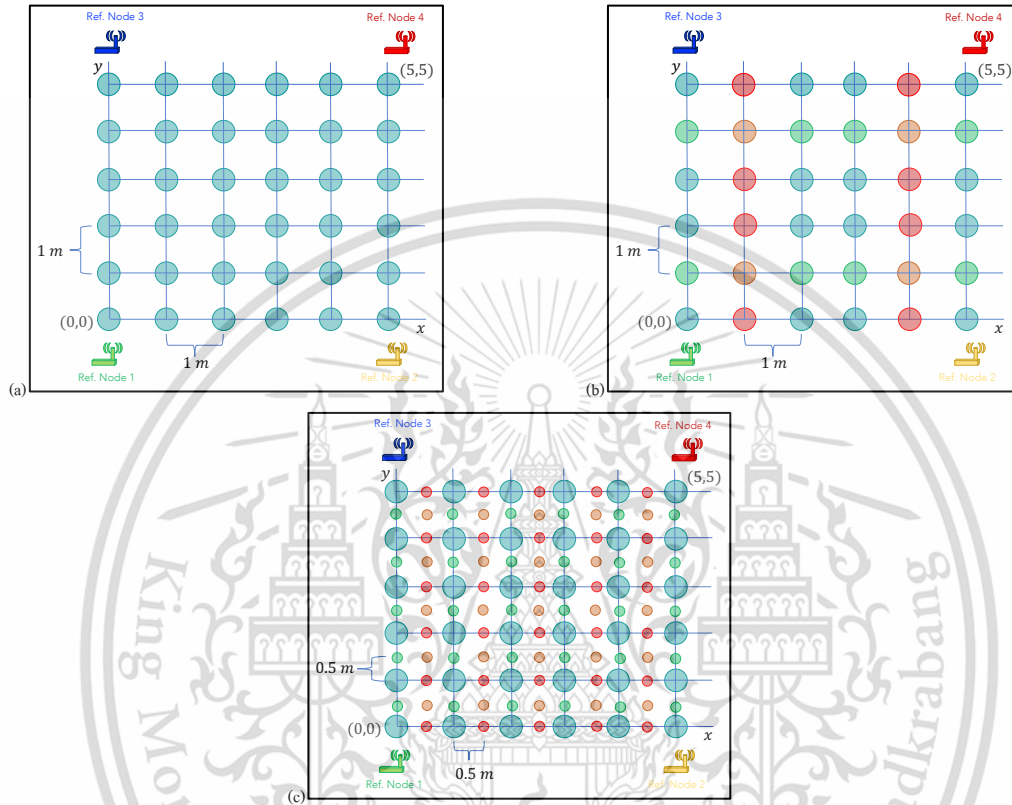 Ref. Node 3
Ref. Node 4
y
(5,5)
1 m
(0,0)
x
1 m
Ref. Node 1
Ref. Node 2
(a)
Ref. Node 3
Ref. Node 4
y
(5,5)
1 m
(0,0)
x
1 m
Ref. Node 1
Ref. Node 2
(b)
Ref. Node 3
Ref. Node 4
y
(5,5)
0.5 m
(0,0)
x
0.5 m
Ref. Node 1
Ref. Node 2
(c)
King